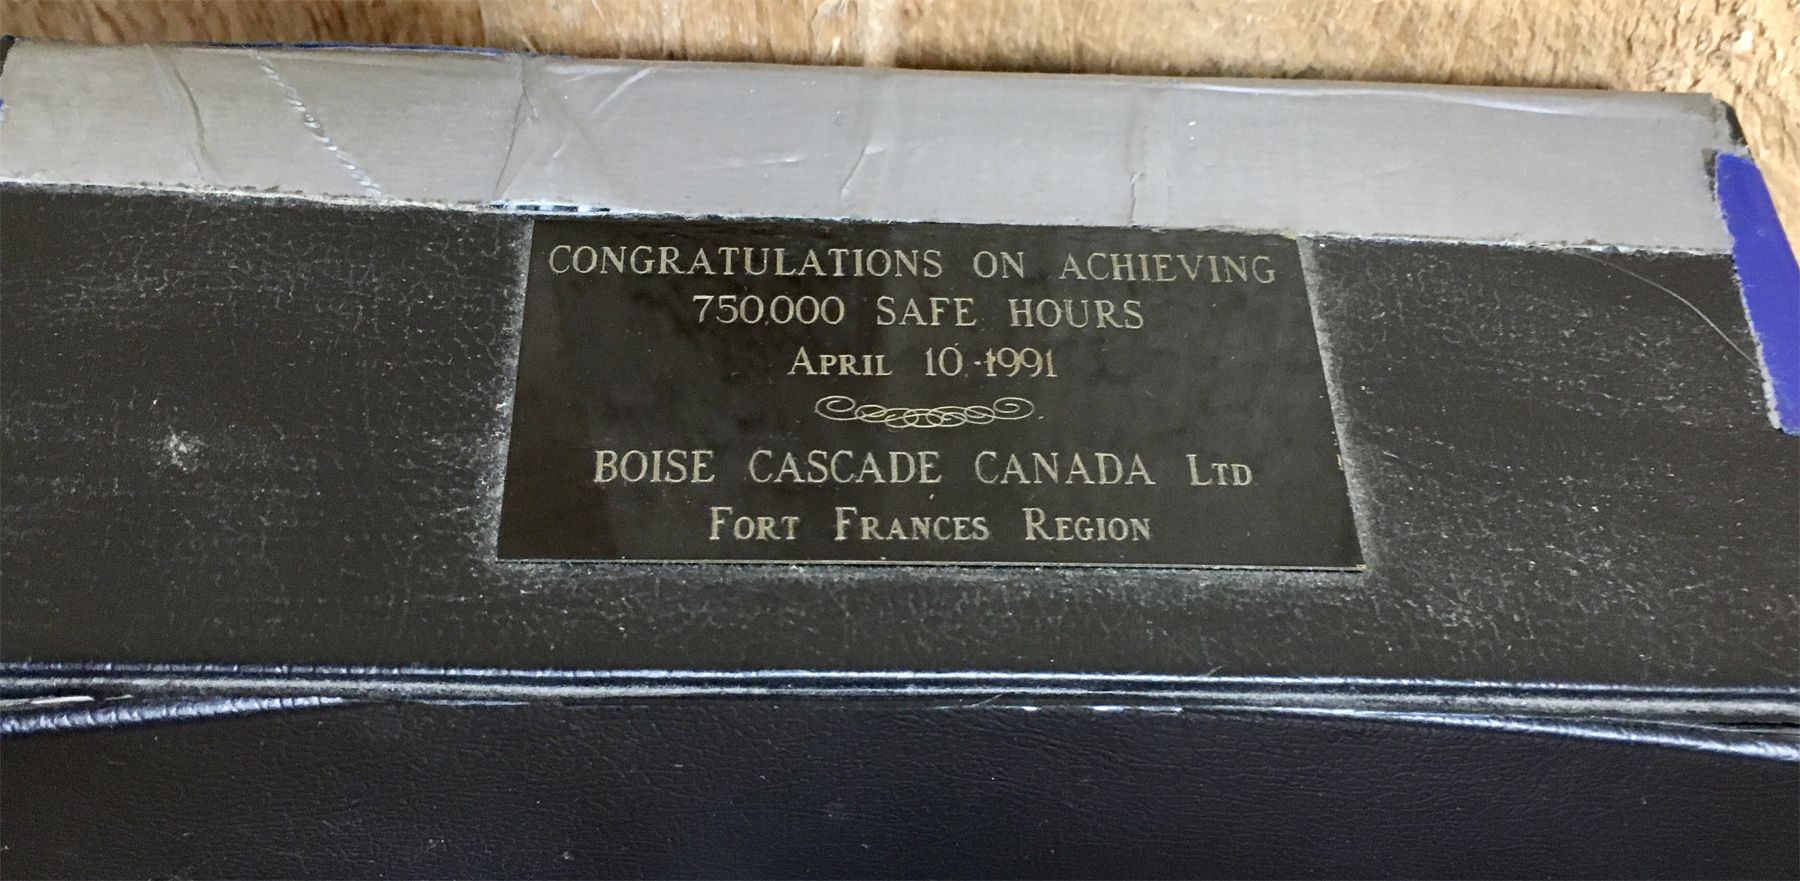 CONGRATULATIONS ON ACHIEVING
750,000 SAFE HOURS
APRIL 10, 1991
BOISE CASCADE CANADA LTD
FORT FRANCES REGION